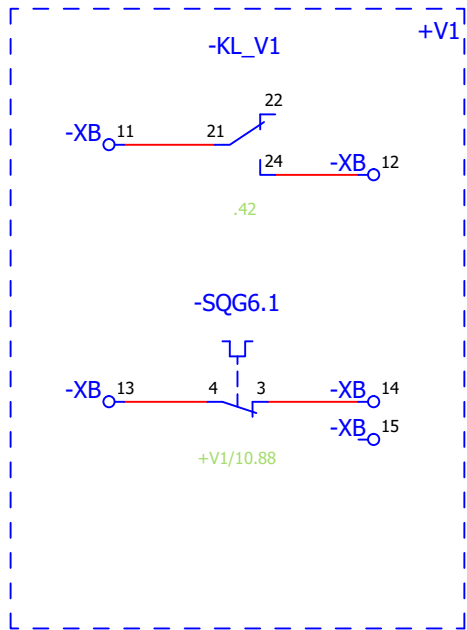 +V1
-KL_V1
22
-XB 11 21
24 -XB 12
.42
-SQG6.1
-XB 13 4 3 -XB 14
-XB 15
+V1/10.88